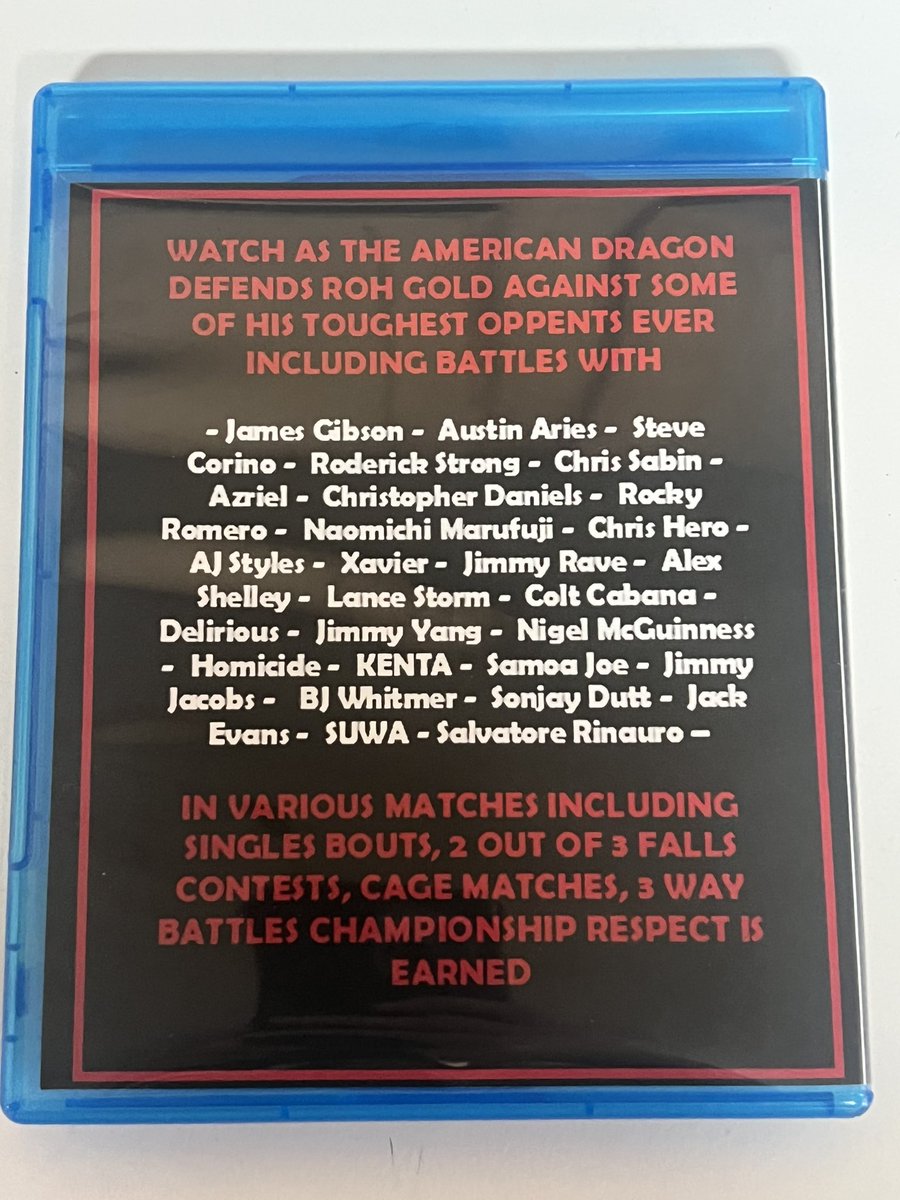 WATCH AS THE AMERICAN DRAGON
DEFENDS ROH GOLD AGAINST SOME
OF HIS TOUGHEST OPPENTS EVER
INCLUDING BATTLES WITH
- James Gibson - Austin Aries - Steve
Corino - Roderick Strong - Chris Sabin -
Azriel - Christopher Daniels - Rocky
Romero - Naomichi Marufuji - Chris Hero -
AJ Styles - Xavier - Jimmy Rave - Alex
Shelley - Lance Storm - Colt Cabana -
Delirious - Jimmy Yang - Nigel McGuinness
- Homicide - KENTA - Samoa Joe - Jimmy
Jacobs - BJ Whitmer - Sonjay Dutt - Jack
Evans - SUWA - Salvatore Rinauro –
IN VARIOUS MATCHES INCLUDING
SINGLES BOUTS, 2 OUT OF 3 FALLS
CONTESTS, CAGE MATCHES, 3 WAY
BATTLES CHAMPIONSHIP RESPECT IS
EARNED